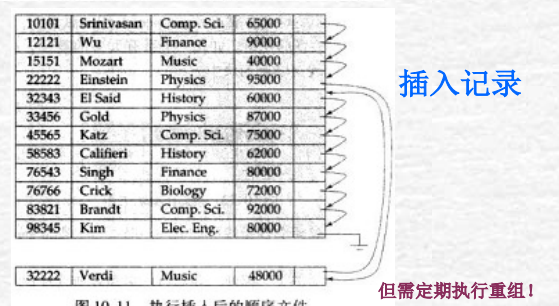 10101 Srinivasan Comp. Sci. 65000
12121 Wu Finance 90000
15151 Mozart Music 40000
22222 Einstein Physics 95000
32343 El Said History 60000
33456 Gold Physics 87000
45565 Katz Comp. Sci. 75000
58583 Califieri History 62000
76543 Singh Finance 80000
76766 Crick Biology 72000
83821 Brandt Comp. Sci. 92000
98345 Kim Elec. Eng. 80000
插入记录
32222 Verdi Music 48000
但需定期执行重组！
图 10-11 执行插入后的顺序文件